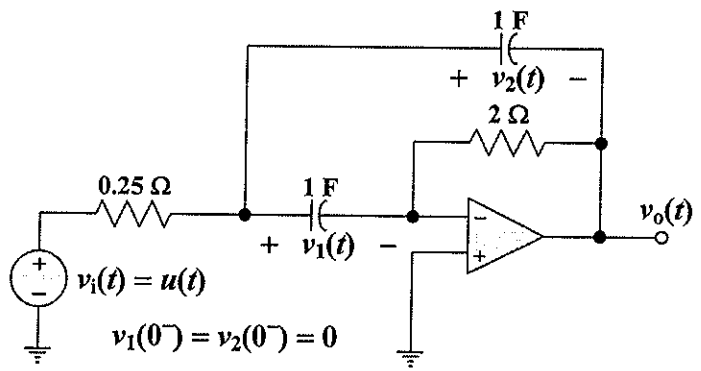 1 F
+ v₂(t) −
2 Ω
0.25 Ω
1 F
+ v₁(t) −
−
+
vₒ(t)
+
−
vᵢ(t) = u(t)
v₁(0⁻) = v₂(0⁻) = 0